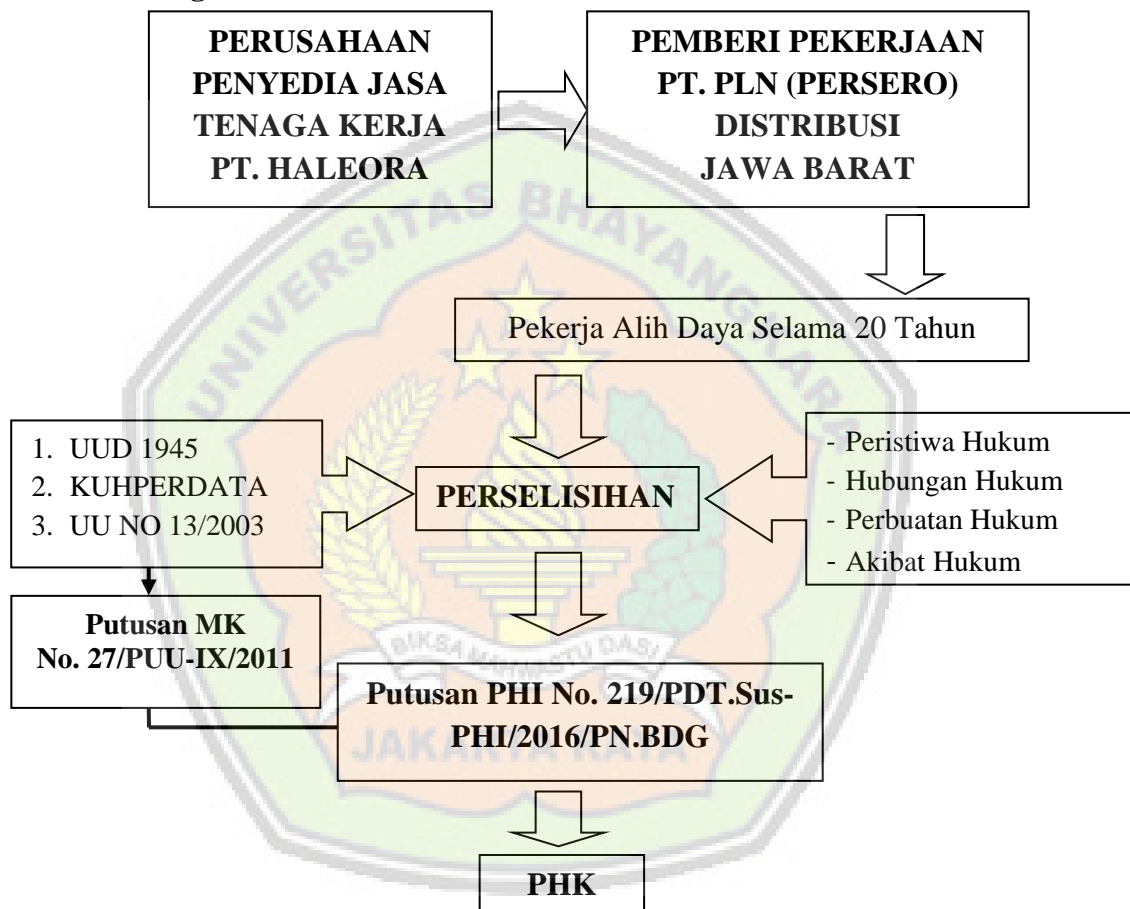 PERUSAHAAN
PENYEDIA JASA
TENAGA KERJA
PT. HALEORA
PEMBERI PEKERJAAN
PT. PLN (PERSERO)
DISTRIBUSI
JAWA BARAT
Pekerja Alih Daya Selama 20 Tahun
1. UUD 1945
2. KUHPERDATA
3. UU NO 13/2003
PERSELISIHAN
- Peristiwa Hukum
- Hubungan Hukum
- Perbuatan Hukum
- Akibat Hukum
Putusan MK
No. 27/PUU-IX/2011
Putusan PHI No. 219/PDT.Sus-
PHI/2016/PN.BDG
PHK
UNIVERSITAS BHAYANGKARA
BIKSA MAHWASTU DASI
JAKARTA RAYA